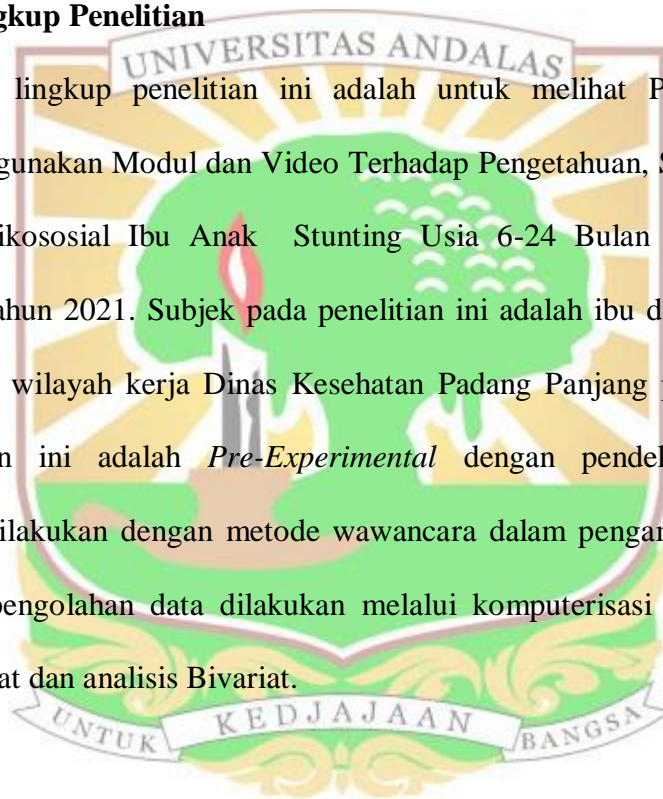 gkup Penelitian
UNIVERSITAS ANDALAS
lingkup penelitian ini adalah untuk melihat P
gunakan Modul dan Video Terhadap Pengetahuan, S
ikososial Ibu Anak Stunting Usia 6-24 Bulan
ahun 2021. Subjek pada penelitian ini adalah ibu d
wilayah kerja Dinas Kesehatan Padang Panjang
n ini adalah Pre-Experimental dengan pendel
ilakukan dengan metode wawancara dalam pengar
pengolahan data dilakukan melalui komputerisasi
at dan analisis Bivariat.
UNTUK KEDJAJAAN BANGSA